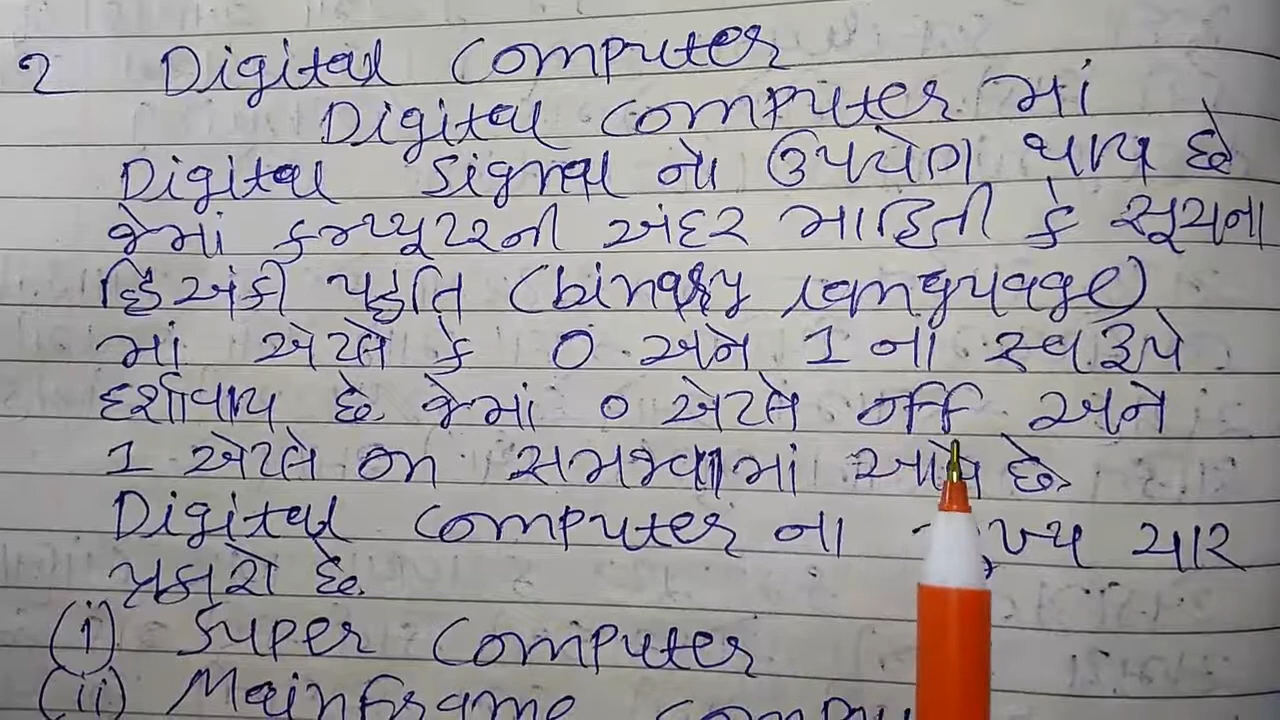 2 Digital Computer
Digital Computer માં
Digital Signal નો ઉપયોગ થાય છે
જેમાં કમ્પ્યૂટરની અંદર માહિતી કે સૂચના
દ્વિઅંકી પદ્ધતિ (binary language)
માં એટલે કે 0 અને 1 ના સ્વરૂપે
દર્શાવાય છે. જેમાં 0 એટલે off અને
1 એટલે on સમજવામાં આવે છે.
Digital Computer ના ચાર
પ્રકારો છે.
(i) Super Computer
(ii) Mainframe